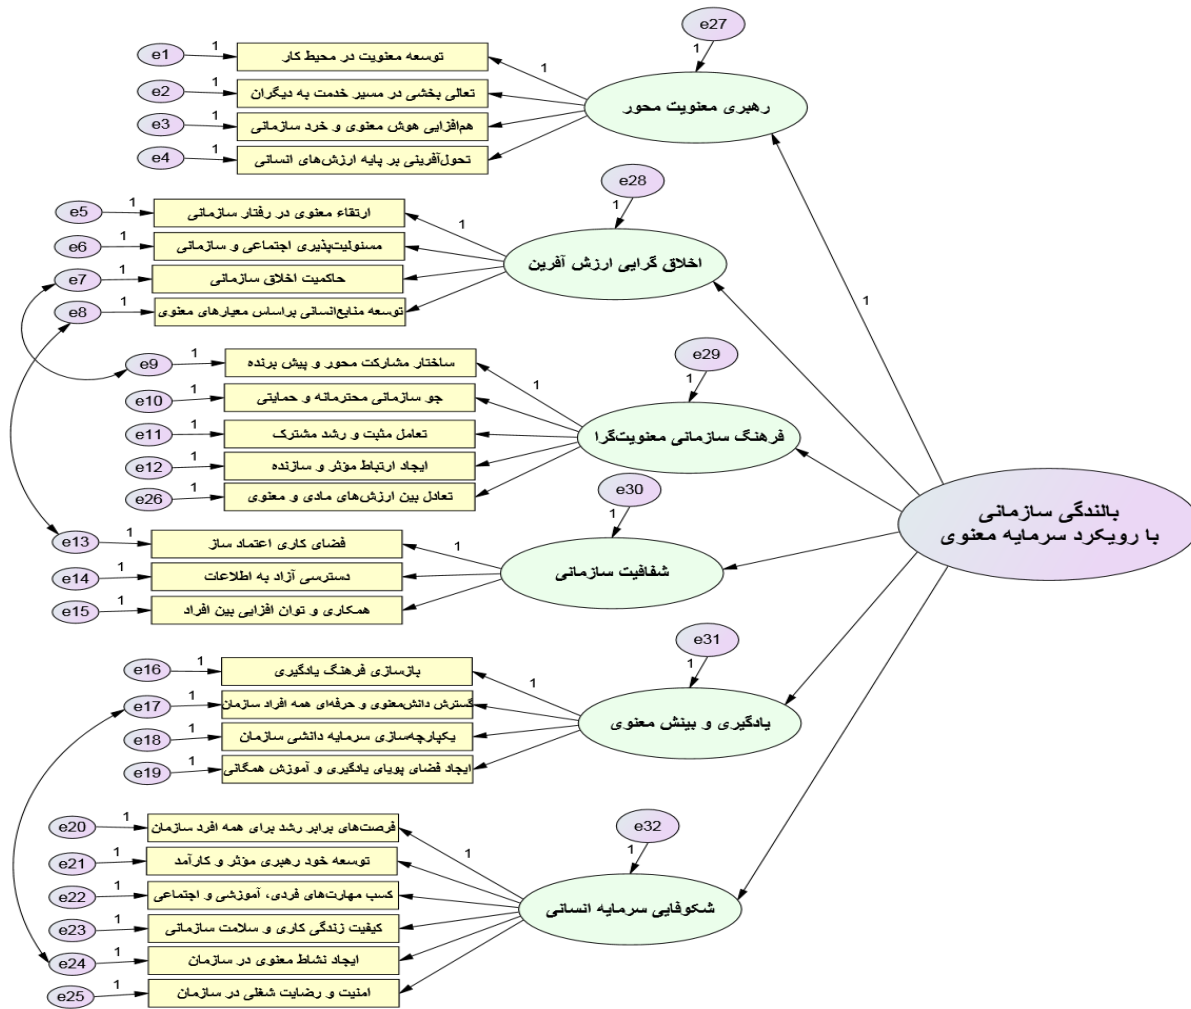 e27
1
e1
1
توسعه معنویت در محیط کار
1
e2
1
تعالی بخشی در مسیر خدمت به دیگران
رهبری معنویت محور
e3
1
هم‌افزایی هوش معنوی و خرد سازمانی
e4
1
تحول‌آفرینی بر پایه ارزش‌های انسانی
e28
1
e5
1
ارتقاء معنوی در رفتار سازمانی
1
e6
1
مسئولیت‌پذیری اجتماعی و سازمانی
اخلاق گرایی ارزش آفرین
e7
1
حاکمیت اخلاق سازمانی
e8
1
توسعه منابع‌انسانی براساس معیارهای معنوی
1
e29
1
e9
1
ساختار مشارکت محور و پیش برنده
1
e10
1
جو سازمانی محترمانه و حمایتی
e11
1
تعامل مثبت و رشد مشترک
فرهنگ سازمانی معنویت‌گرا
e12
1
ایجاد ارتباط مؤثر و سازنده
e26
1
تعادل بین ارزش‌های مادی و معنوی
e30
1
بالندگی سازمانی
با رویکرد سرمایه معنوی
e13
1
فضای کاری اعتماد ساز
1
e14
1
دسترسی آزاد به اطلاعات
شفافیت سازمانی
e15
1
همکاری و توان افزایی بین افراد
e31
1
e16
1
بازسازی فرهنگ یادگیری
1
e17
1
گسترش دانش‌معنوی و حرفه‌ای همه افراد سازمان
یادگیری و بینش معنوی
e18
1
یکپارچه‌سازی سرمایه دانشی سازمان
e19
1
ایجاد فضای پویای یادگیری و آموزش همگانی
e32
1
e20
1
فرصت‌های برابر رشد برای همه افرد سازمان
1
e21
1
توسعه خود رهبری مؤثر و کارآمد
e22
1
کسب مهارت‌های فردی، آموزشی و اجتماعی
شکوفایی سرمایه انسانی
e23
1
کیفیت زندگی کاری و سلامت سازمانی
e24
1
ایجاد نشاط معنوی در سازمان
e25
1
امنیت و رضایت شغلی در سازمان